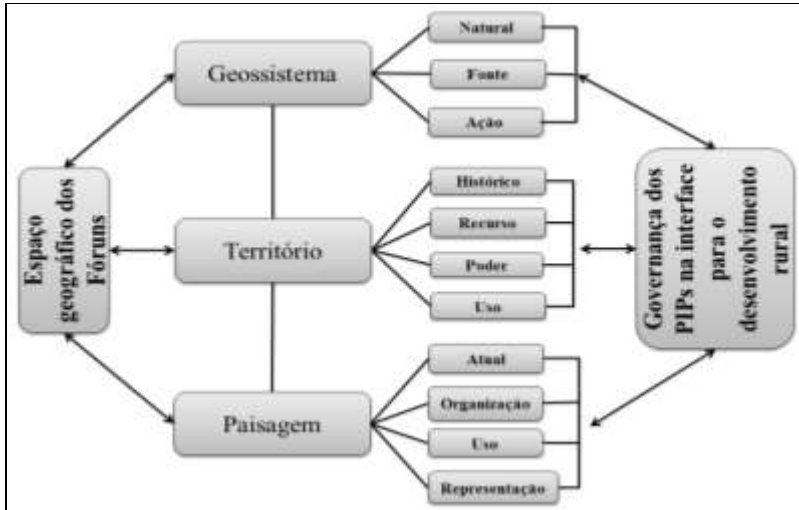 Espaço
geográfico dos
Fóruns
Geossistema
Natural
Fonte
Ação
Território
Histórico
Recurso
Poder
Uso
Paisagem
Atual
Organização
Uso
Representação
Governança dos
PIPs na interface
para o
desenvolvimento
rural